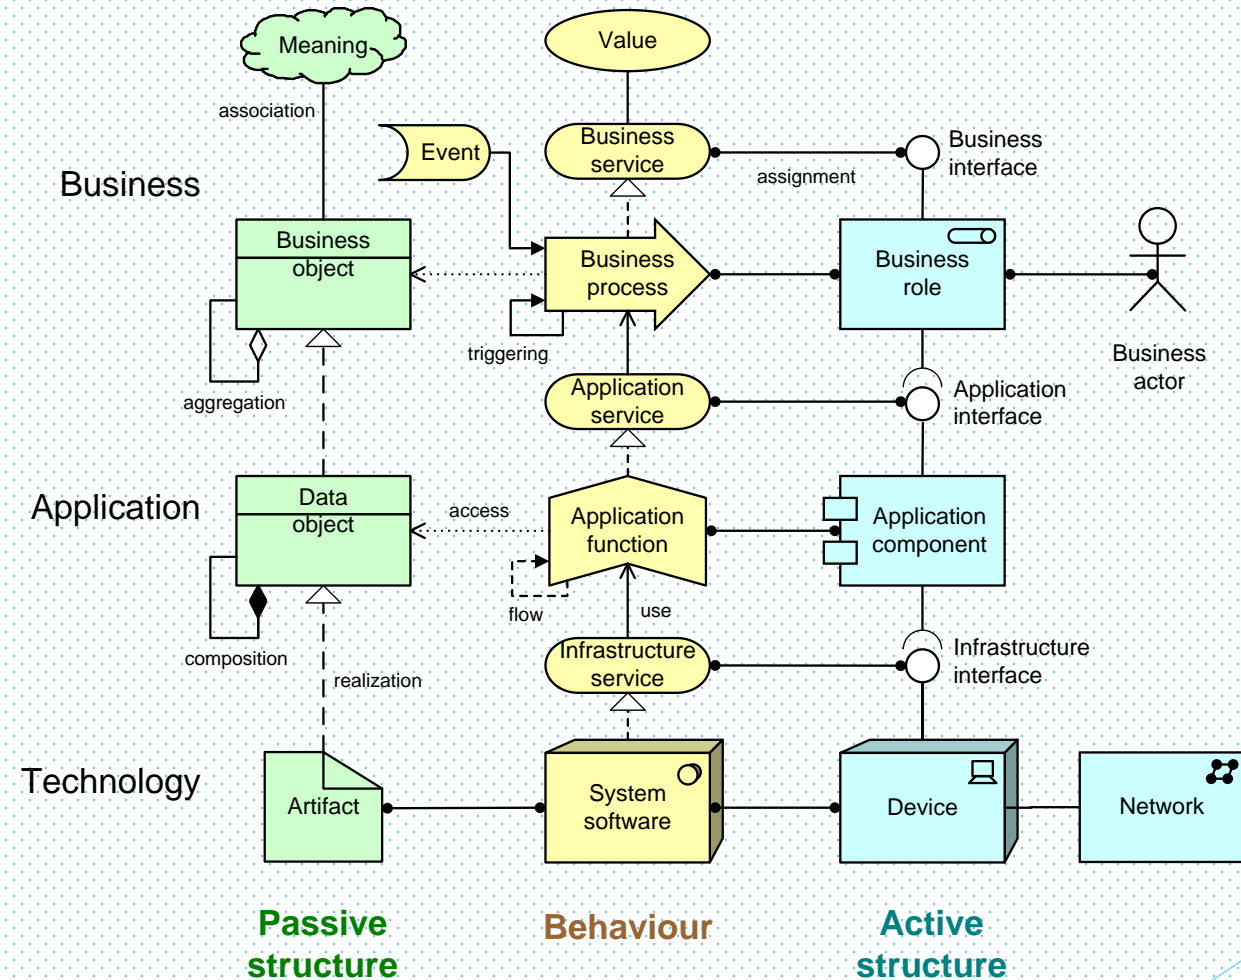 Meaning
Value
association
Event
Business
service
assignment
Business
interface
Business
Business
object
Business
process
Business
role
triggering
Business
actor
aggregation
Application
service
Application
interface
Application
Data
object
access
Application
function
Application
component
flow
use
composition
Infrastructure
service
Infrastructure
interface
realization
Technology
Artifact
System
software
Device
Network
Passive
structure
Behaviour
Active
structure